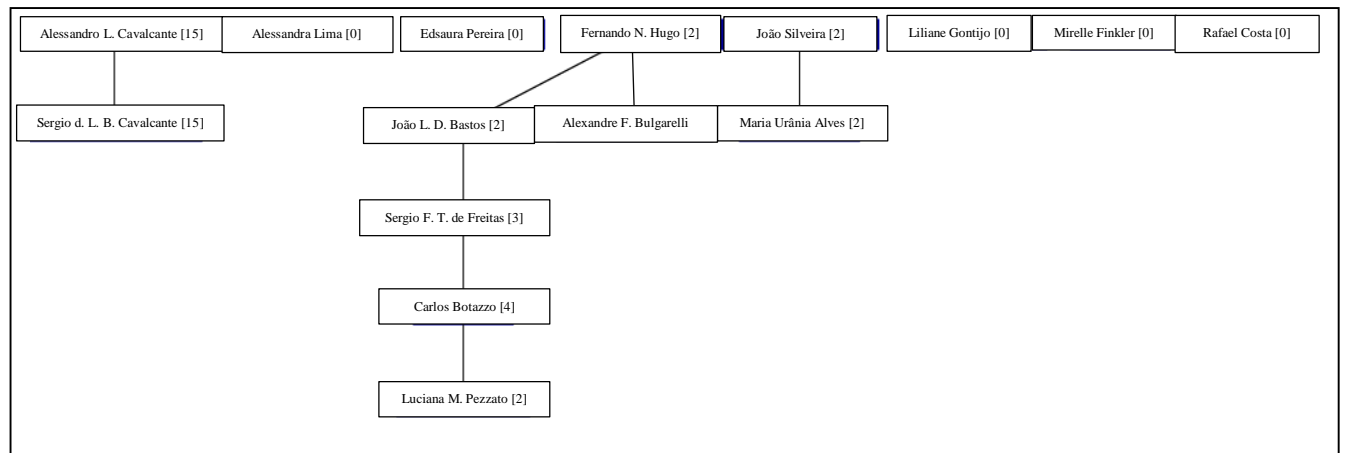 Alessandro L. Cavalcante [15]
Alessandra Lima [0]
Edsaura Pereira [0]
Fernando N. Hugo [2]
João Silveira [2]
Liliane Gontijo [0]
Mirelle Finkler [0]
Rafael Costa [0]
Sergio d. L. B. Cavalcante [15]
João L. D. Bastos [2]
Alexandre F. Bulgarelli
Maria Urânia Alves [2]
Sergio F. T. de Freitas [3]
Carlos Botazzo [4]
Luciana M. Pezzato [2]